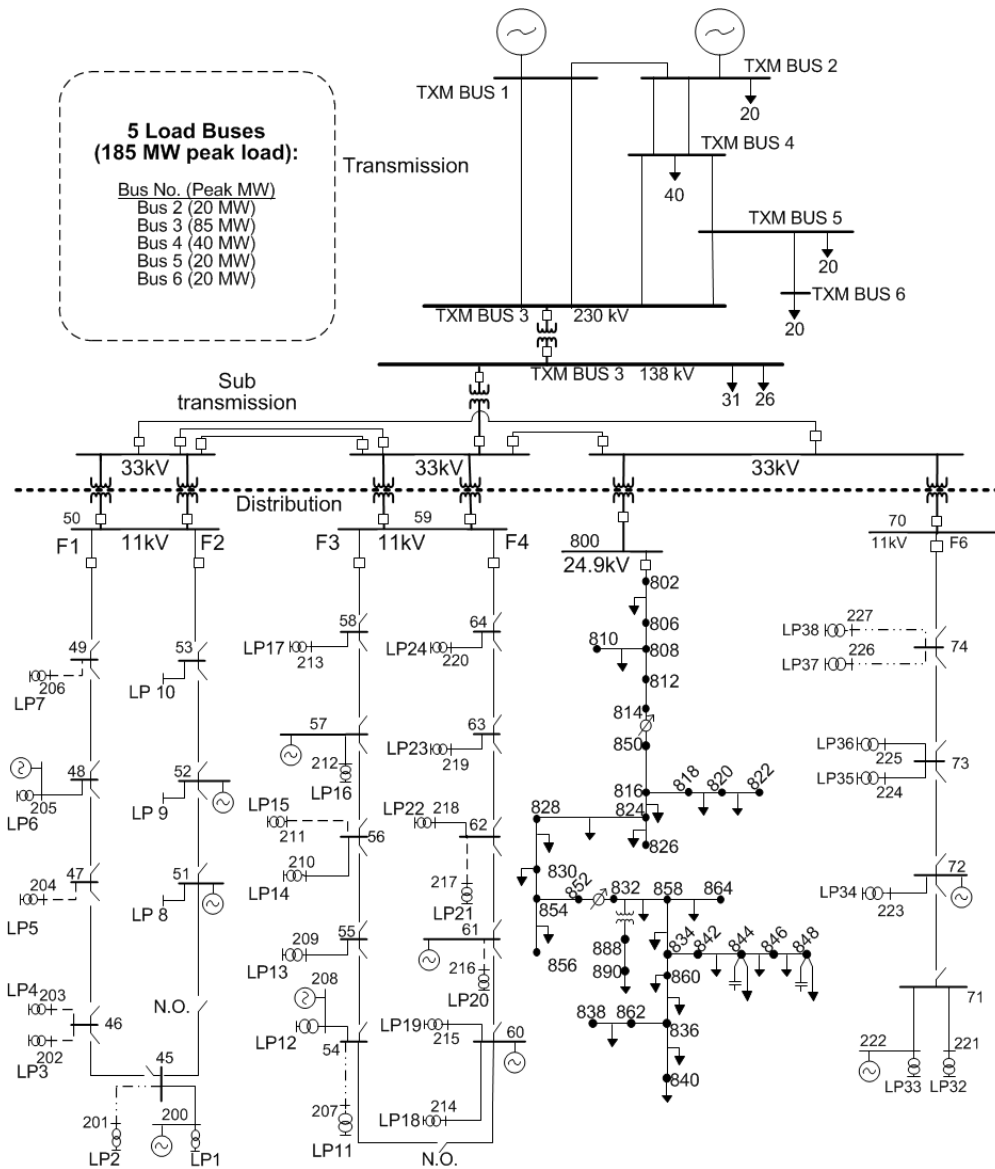 TXM BUS 1
TXM BUS 2
20
5 Load Buses
(185 MW peak load):
Bus No. (Peak MW)
Bus 2 (20 MW)
Bus 3 (85 MW)
Bus 4 (40 MW)
Bus 5 (20 MW)
Bus 6 (20 MW)
Transmission
TXM BUS 4
40
TXM BUS 5
20
TXM BUS 6
20
TXM BUS 3 230 kV
TXM BUS 3 138 kV
31 26
Sub
transmission
33kV 33kV 33kV
Distribution
50
F1 11kV F2
59
F3 11kV F4
800
24.9kV
70
11kV F6
49
206
LP7
48
205
LP6
47
204
LP5
LP4
203
46
202
LP3
45
201
LP2
200
LP1
53
LP 10
52
LP 9
51
LP 8
N.O.
58
LP17
213
57
212
LP16
LP15
211
56
210
LP14
55
209
LP13
208
LP12
54
207
LP11
64
LP24
220
63
LP23
219
LP22
218
62
217
LP21
61
216
LP20
LP19
215
60
214
LP18
N.O.
802
806
810
808
812
814
850
816
818
820
822
824
828
826
830
852
832
858
864
854
856
888
890
834
842
844
846
848
860
838
862
836
840
227
LP38
226
LP37
74
LP36
225
LP35
224
73
72
LP34
223
71
222
221
LP33
LP32